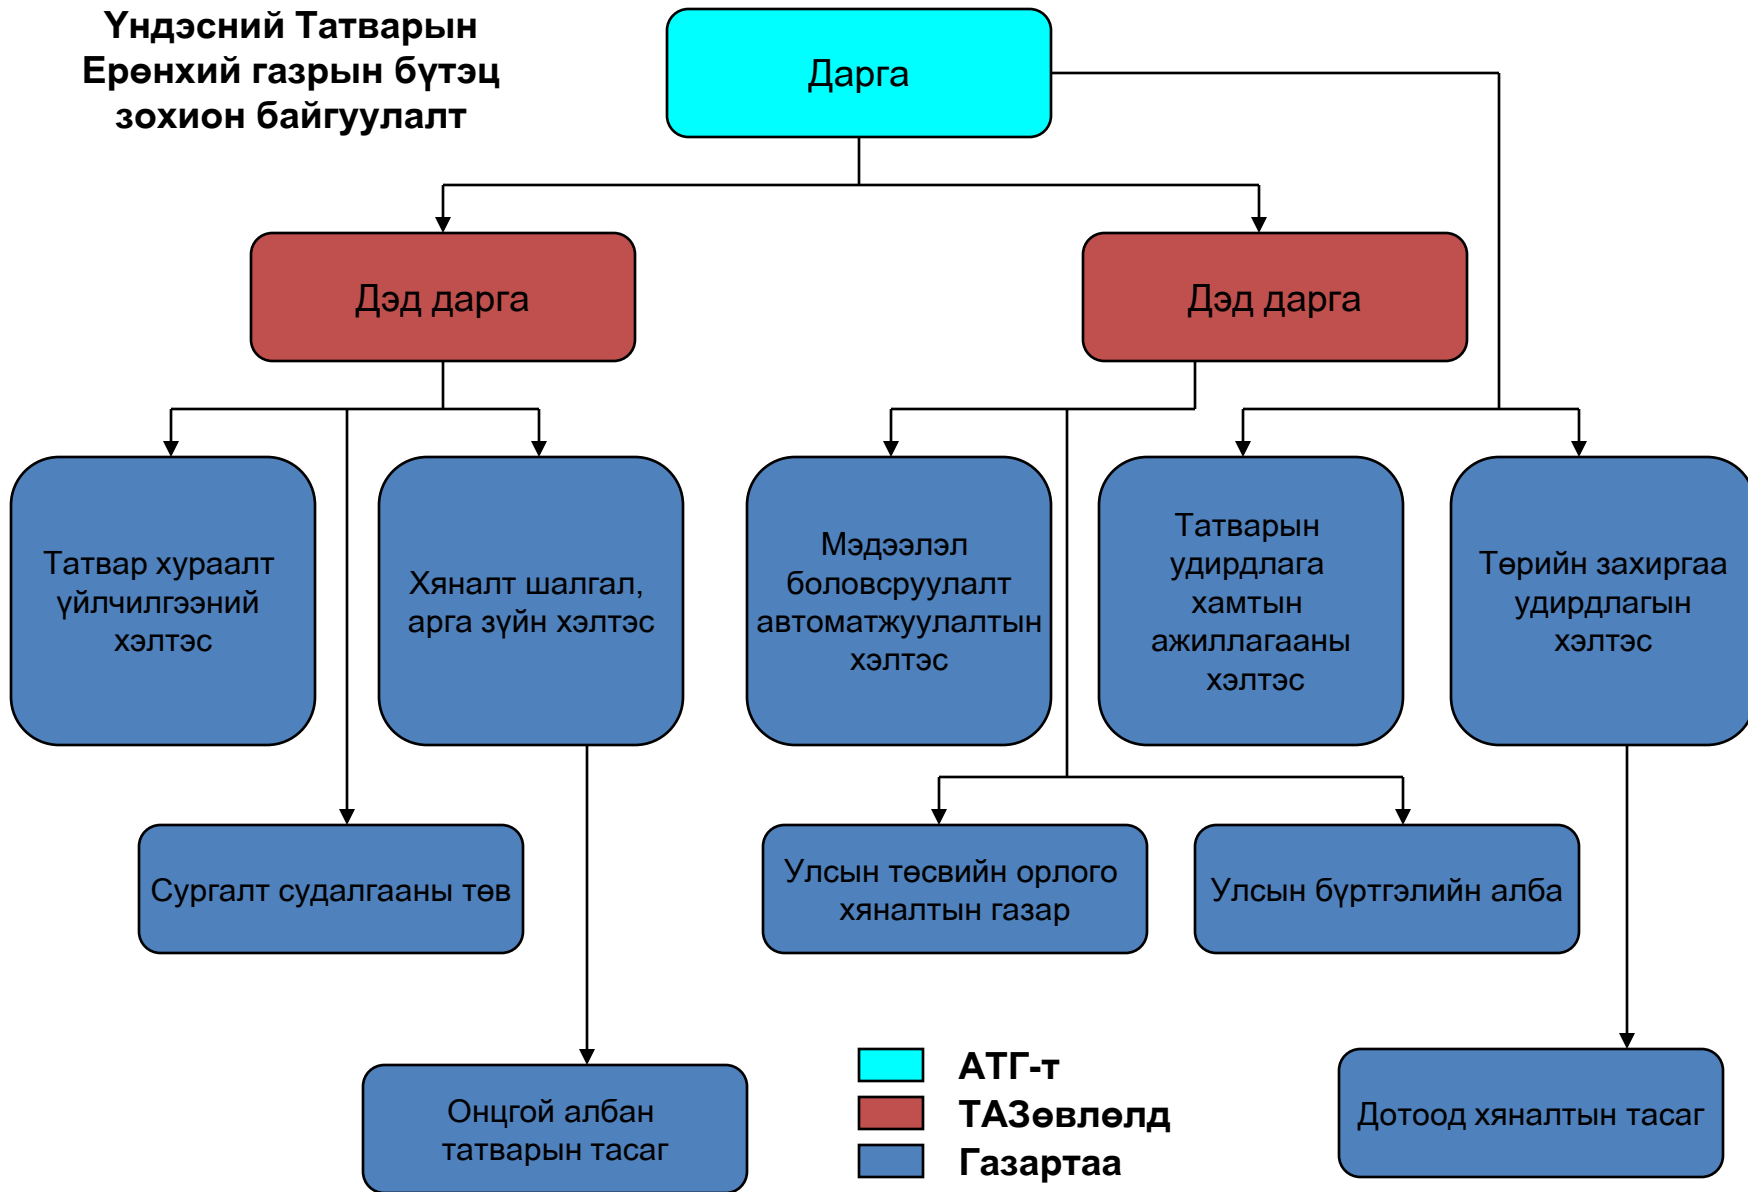 Үндэсний Татварын
Ерөнхий газрын бүтэц
зохион байгуулалт
Дарга
Дэд дарга
Дэд дарга
Татвар хураалт
үйлчилгээний
хэлтэс
Хяналт шалгал,
арга зүйн хэлтэс
Мэдээлэл
боловсруулалт
автоматжуулалтын
хэлтэс
Татварын
удирдлага
хамтын
ажиллагааны
хэлтэс
Төрийн захиргаа
удирдлагын
хэлтэс
Сургалт судалгааны төв
Улсын төсвийн орлого
хяналтын газар
Улсын бүртгэлийн алба
Онцгой албан
татварын тасаг
АТГ-т
ТАЗөвлөлд
Газартаа
Дотоод хяналтын тасаг